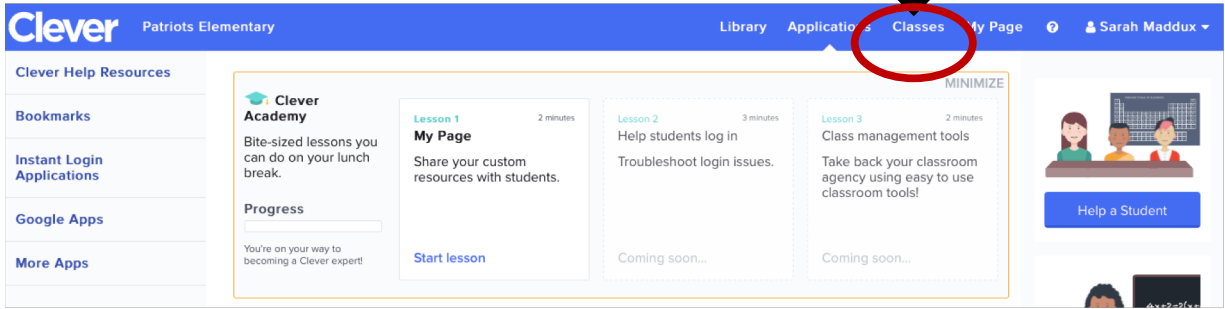 Clever Patriots Elementary Library Applications Classes My Page ? Sarah Maddux
Clever Help Resources
Bookmarks
Instant Login
Applications
Google Apps
More Apps
MINIMIZE
Clever
Academy
Bite-sized lessons you
can do on your lunch
break.
Progress
You're on your way to
becoming a Clever expert!
Lesson 1 2 minutes
My Page
Share your custom
resources with students.
Start lesson
Lesson 2 3 minutes
Help students log in
Troubleshoot login issues.
Coming soon...
Lesson 3 2 minutes
Class management tools
Take back your classroom
agency using easy to use
classroom tools!
Coming soon...
Help a Student